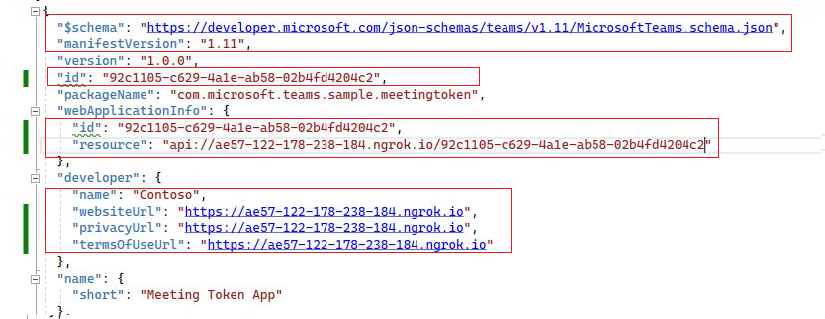 {
"$schema": "https://developer.microsoft.com/json-schemas/teams/v1.11/MicrosoftTeams.schema.json",
"manifestVersion": "1.11",
"version": "1.0.0",
"id": "92c1105-c629-4a1e-ab58-02b4fd4204c2",
"packageName": "com.microsoft.teams.sample.meetingtoken",
"webApplicationInfo": {
"id": "92c1105-c629-4a1e-ab58-02b4fd4204c2",
"resource": "api://ae57-122-178-238-184.ngrok.io/92c1105-c629-4a1e-ab58-02b4fd4204c2"
},
"developer": {
"name": "Contoso",
"websiteUrl": "https://ae57-122-178-238-184.ngrok.io",
"privacyUrl": "https://ae57-122-178-238-184.ngrok.io",
"termsOfUseUrl": "https://ae57-122-178-238-184.ngrok.io"
},
"name": {
"short": "Meeting Token App"
},